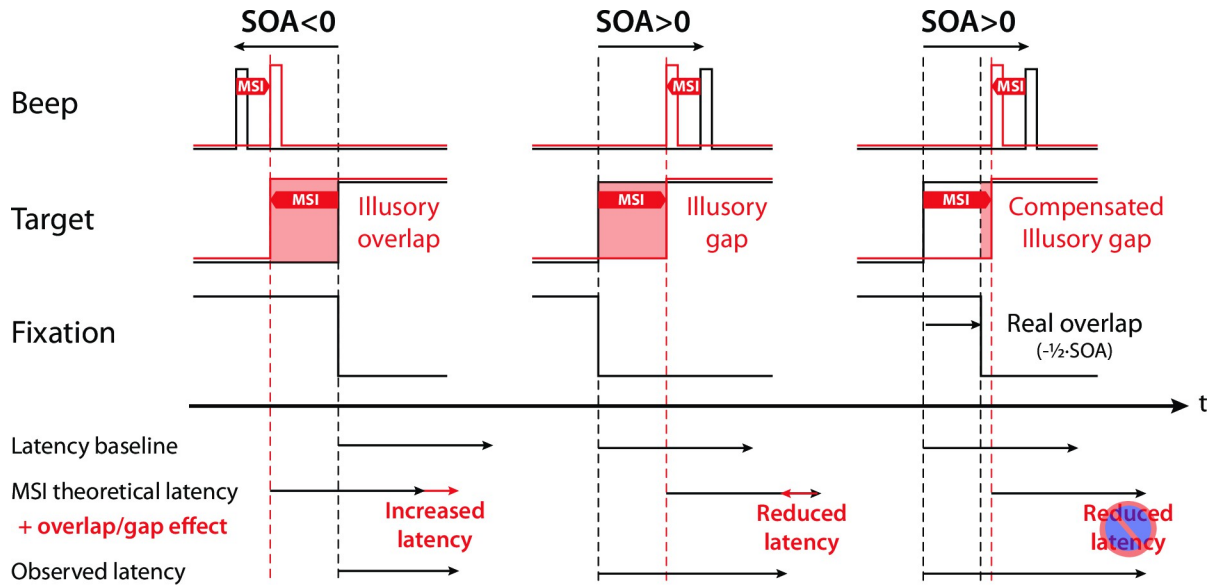 SOA<0
SOA>0
SOA>0
Beep
MSI
MSI
MSI
Target
MSI
Illusory
overlap
MSI
Illusory
gap
MSI
Compensated
Illusory gap
Fixation
Real overlap
(-½·SOA)
t
Latency baseline
MSI theoretical latency
+ overlap/gap effect
Increased
latency
Reduced
latency
Reduced
latency
Observed latency